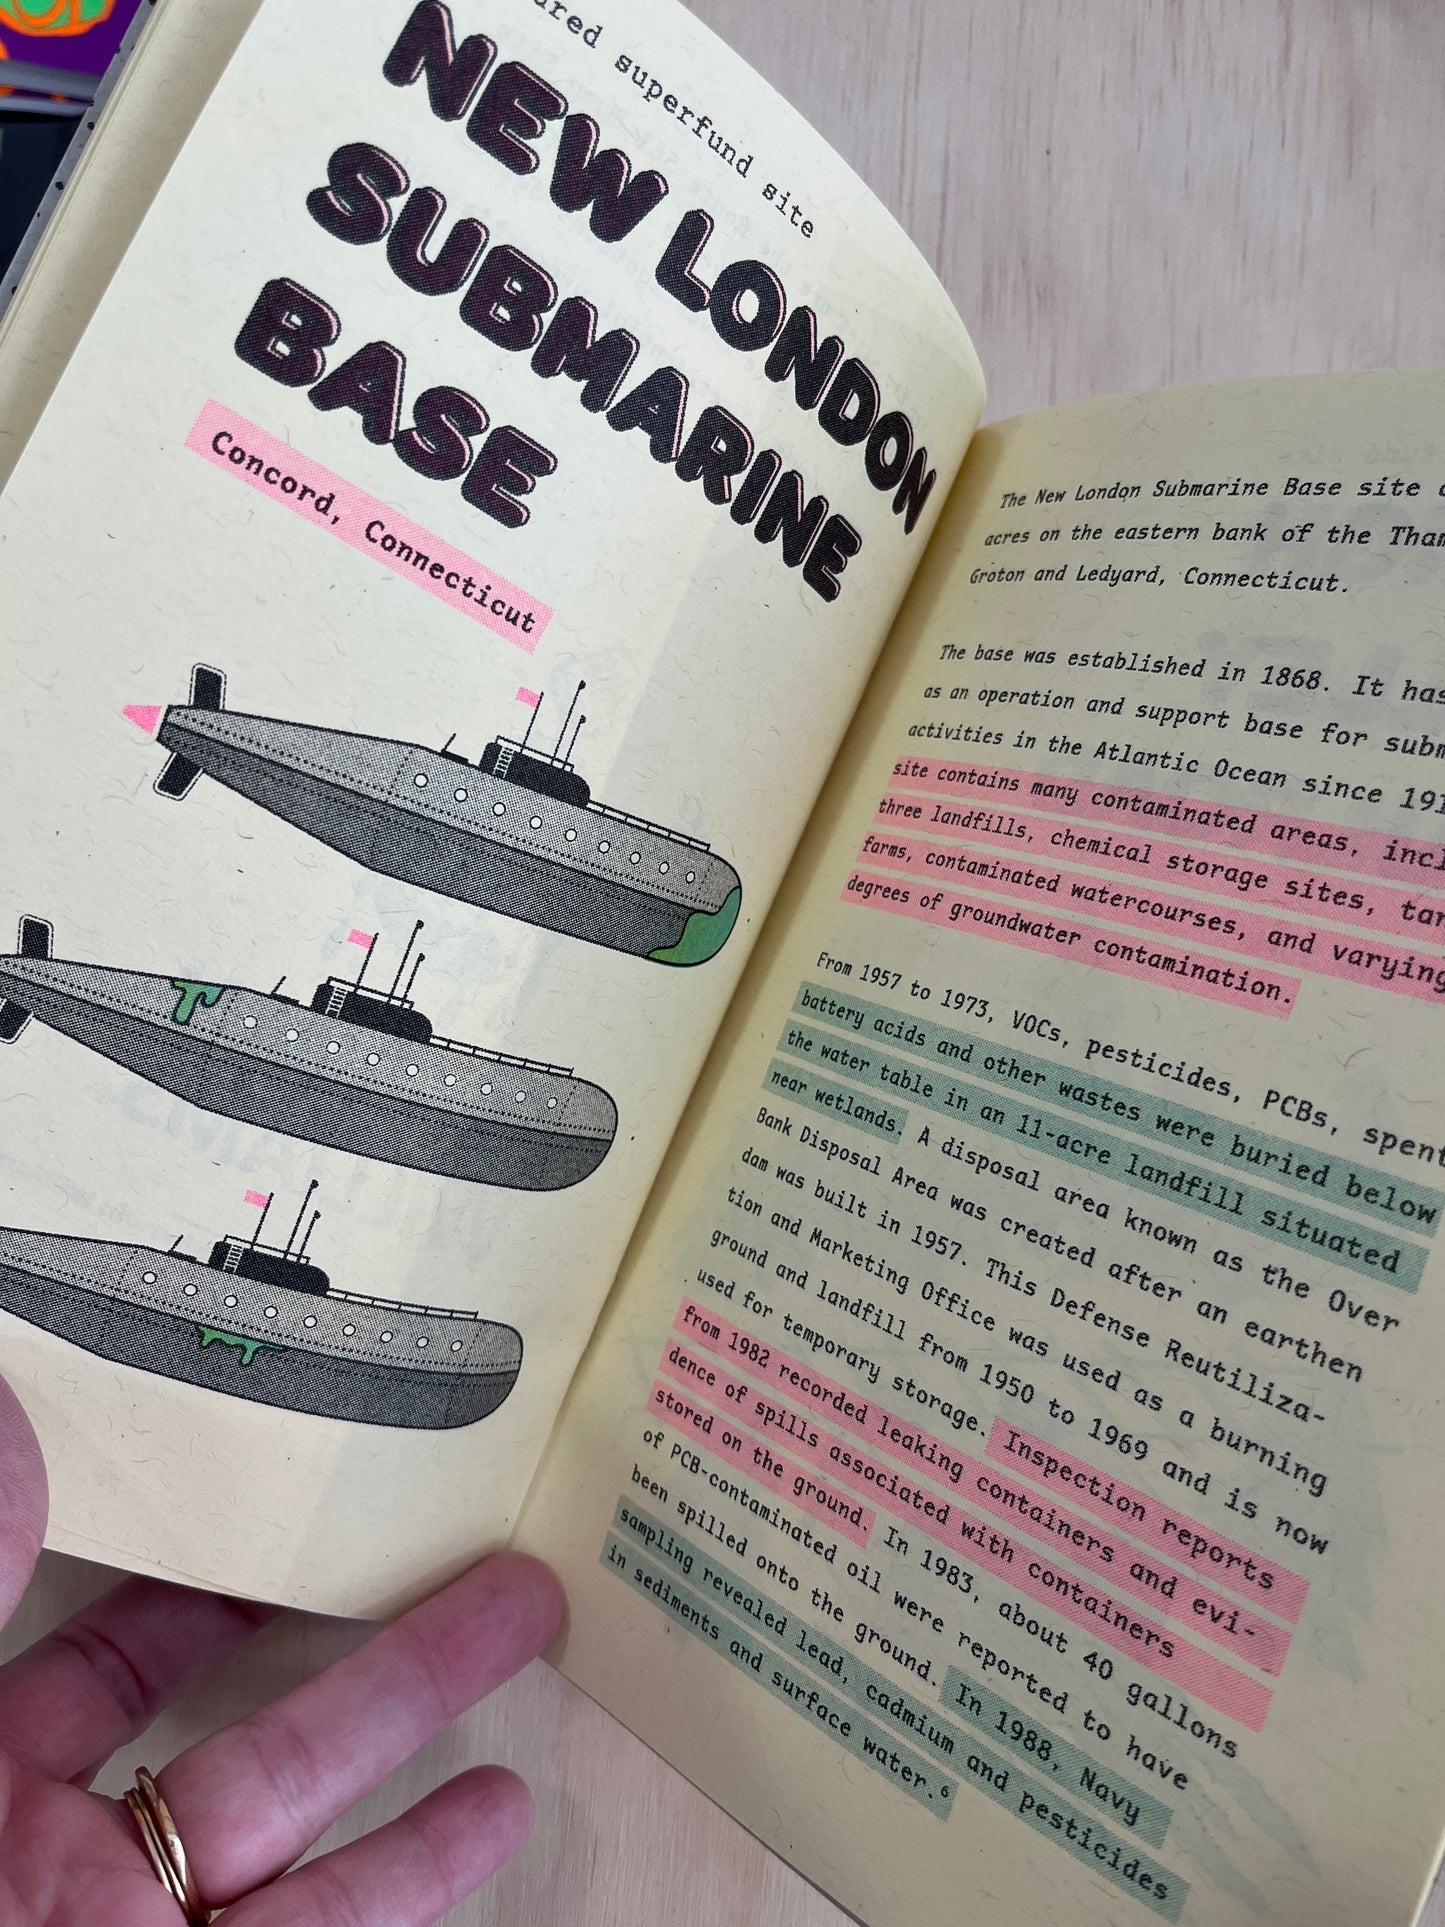 superfund site
NEW LONDON
SUBMARINE
BASE
Concord, Connecticut
The New London Submarine Base site
acres on the eastern bank of the
Groton and Ledyard, Connecticut.
The base was established in 1868. It has
as an operation and support base for
activities in the Atlantic Ocean since
site contains many contaminated areas,
three landfills, chemical storage sites,
farms, contaminated watercourses, and varying
degrees of groundwater contamination.
From 1957 to 1973, VOCs, pesticides, PCBs, spent
battery acids and other wastes were buried below
the water table in an 11-acre landfill situated
near wetlands. A disposal area known as the Over
Bank Disposal Area was created after an earthen
dam was built in 1957. This Defense Reutiliza-
tion and Marketing Office was used as a burning
ground and landfill from 1950 to 1969 and is now
used for temporary storage. Inspection reports
from 1982 recorded leaking containers and evi-
dence of spills associated with containers
stored on the ground. In 1983, about 40 gallons
of PCB-contaminated oil were reported to have
been spilled onto the ground. In 1988, Navy
sampling revealed lead, cadmium and pesticides
in sediments and surface water.⁶